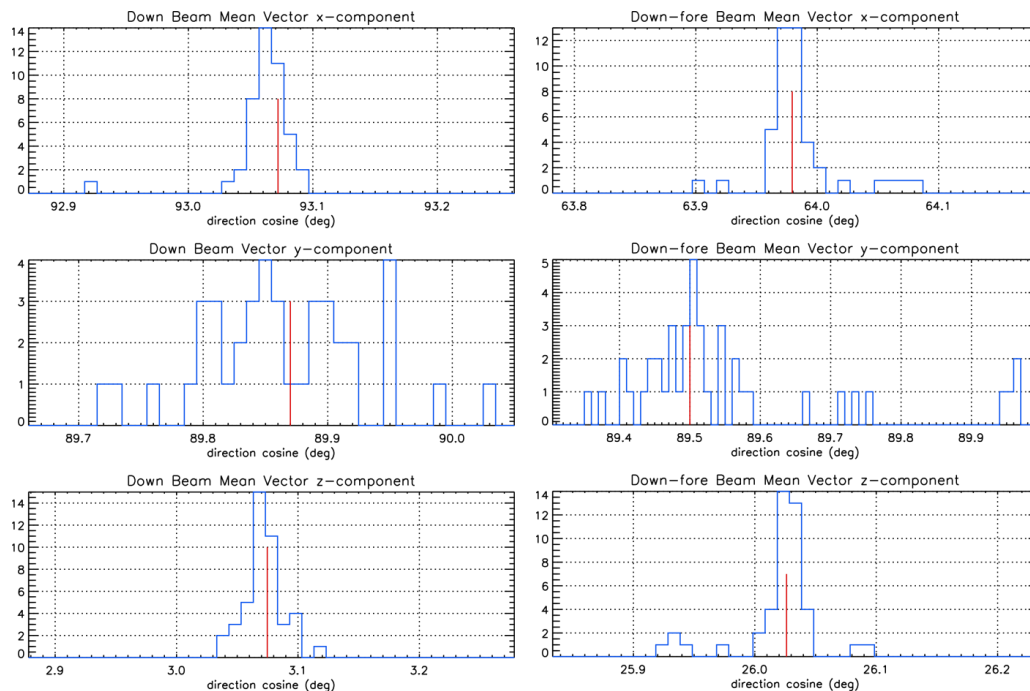 Down Beam Mean Vector x-component
14
12
10
8
6
4
2
0
92.9 93.0 93.1 93.2
direction cosine (deg)
Down-fore Beam Mean Vector x-component
12
10
8
6
4
2
0
63.8 63.9 64.0 64.1
direction cosine (deg)
Down Beam Vector y-component
4
3
2
1
0
89.7 89.8 89.9 90.0
direction cosine (deg)
Down-fore Beam Mean Vector y-component
5
4
3
2
1
0
89.4 89.5 89.6 89.7 89.8 89.9
direction cosine (deg)
Down Beam Mean Vector z-component
14
12
10
8
6
4
2
0
2.9 3.0 3.1 3.2
direction cosine (deg)
Down-fore Beam Mean Vector z-component
14
12
10
8
6
4
2
0
25.9 26.0 26.1 26.2
direction cosine (deg)